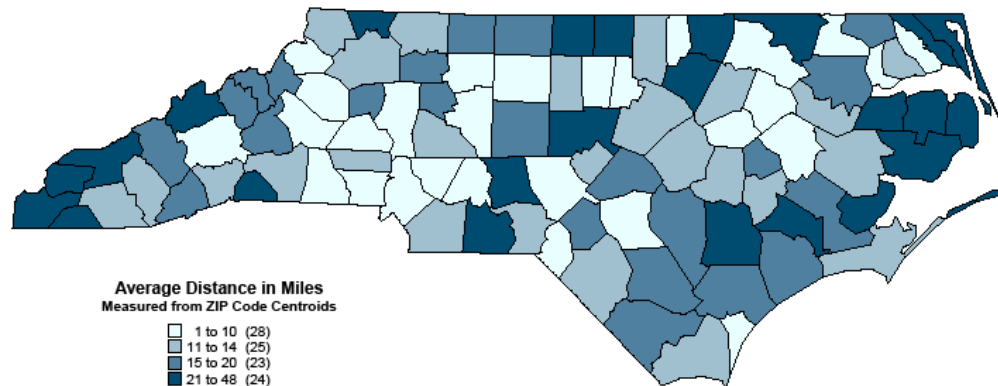 Average Distance in Miles
Measured from ZIP Code Centroids
1 to 10 (28)
11 to 14 (25)
15 to 20 (23)
21 to 48 (24)